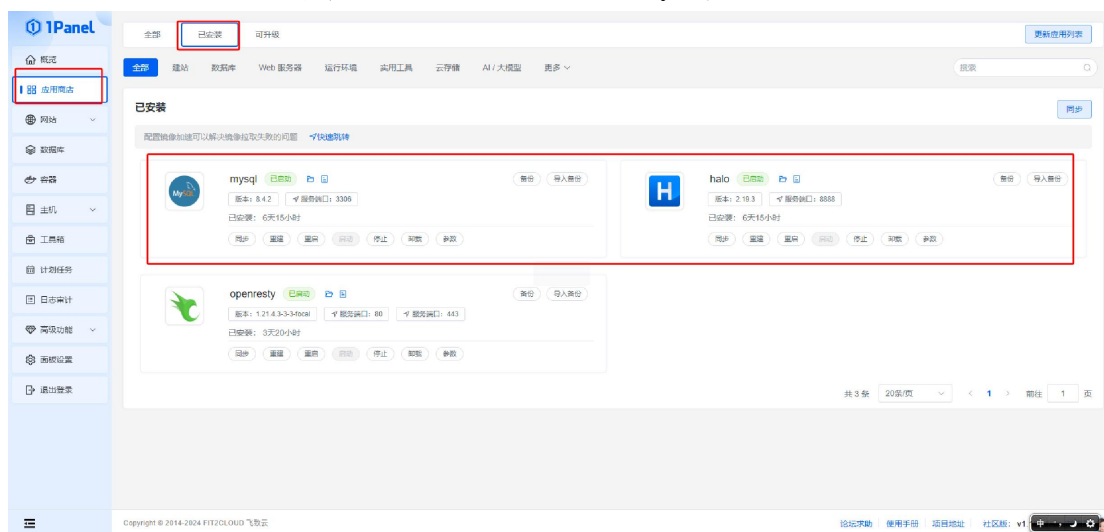 1Panel
概览
应用商店
网站
数据库
容器
主机
工具箱
计划任务
日志审计
高级功能
面板设置
退出登录
全部 已安装 可升级 更新应用列表
全部 建站 数据库 Web 服务器 运行环境 实用工具 云存储 AI / 大模型 更多 搜索
已安装 同步
配置镜像加速可以解决镜像拉取失败的问题 快速跳转
MySQL
mysql 已启动 备份 导入备份
版本: 8.4.2 服务端口: 3306
已安装: 6天15小时
同步 重建 重启 启动 停止 卸载 参数
H
halo 已启动 备份 导入备份
版本: 2.19.3 服务端口: 8888
已安装: 6天15小时
同步 重建 重启 启动 停止 卸载 参数
openresty 已启动 备份 导入备份
版本: 1.21.4.3-3-3-focal 服务端口: 80 服务端口: 443
已安装: 3天20小时
同步 重建 重启 启动 停止 卸载 参数
共 3 条 20条/页 1 前往 1 页
Copyright © 2014-2024 FIT2CLOUD 飞致云 论坛求助 使用手册 项目地址 社区版: v1
中